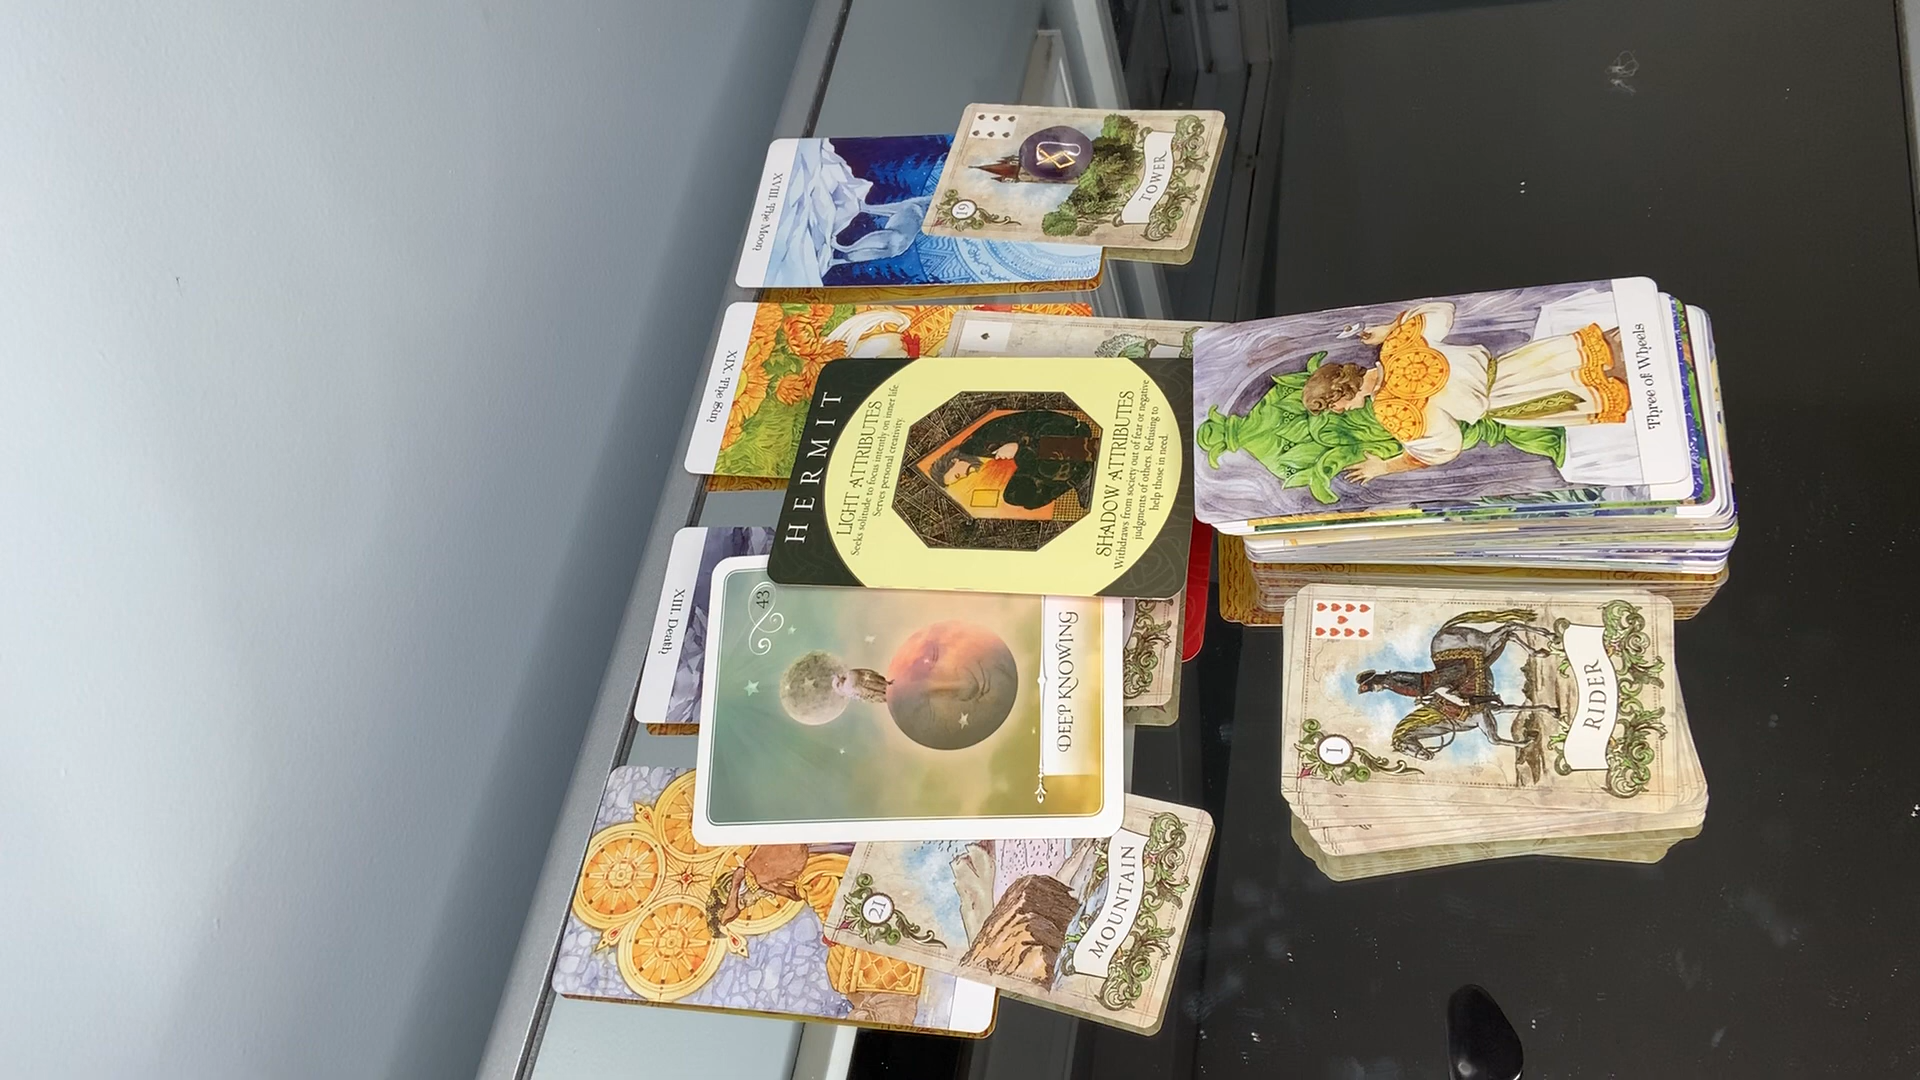 XVIII. The Moon
19
TOWER
XIX. The Sun
HERMIT
LIGHT ATTRIBUTES
Seeks solitude to focus intently on inner life.
Serves personal creativity.
SHADOW ATTRIBUTES
Withdraws from society out of fear or negative
judgments of others. Refusing to
help those in need.
Three of Wheels
XIII. Death
43
DEEP KNOWING
1
RIDER
21
MOUNTAIN